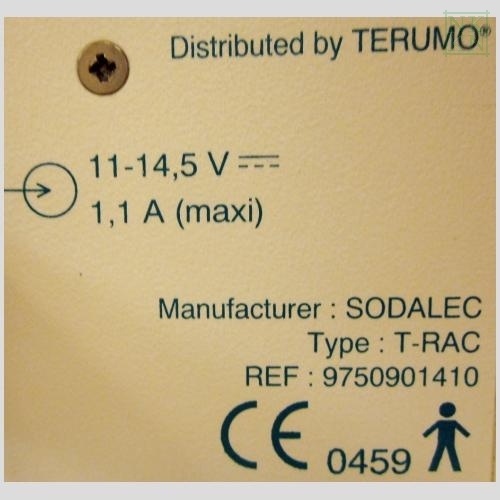 Distributed by TERUMO®
11-14,5 V
1,1 A (maxi)
Manufacturer : SODALEC
Type : T-RAC
REF : 9750901410
CE 0459